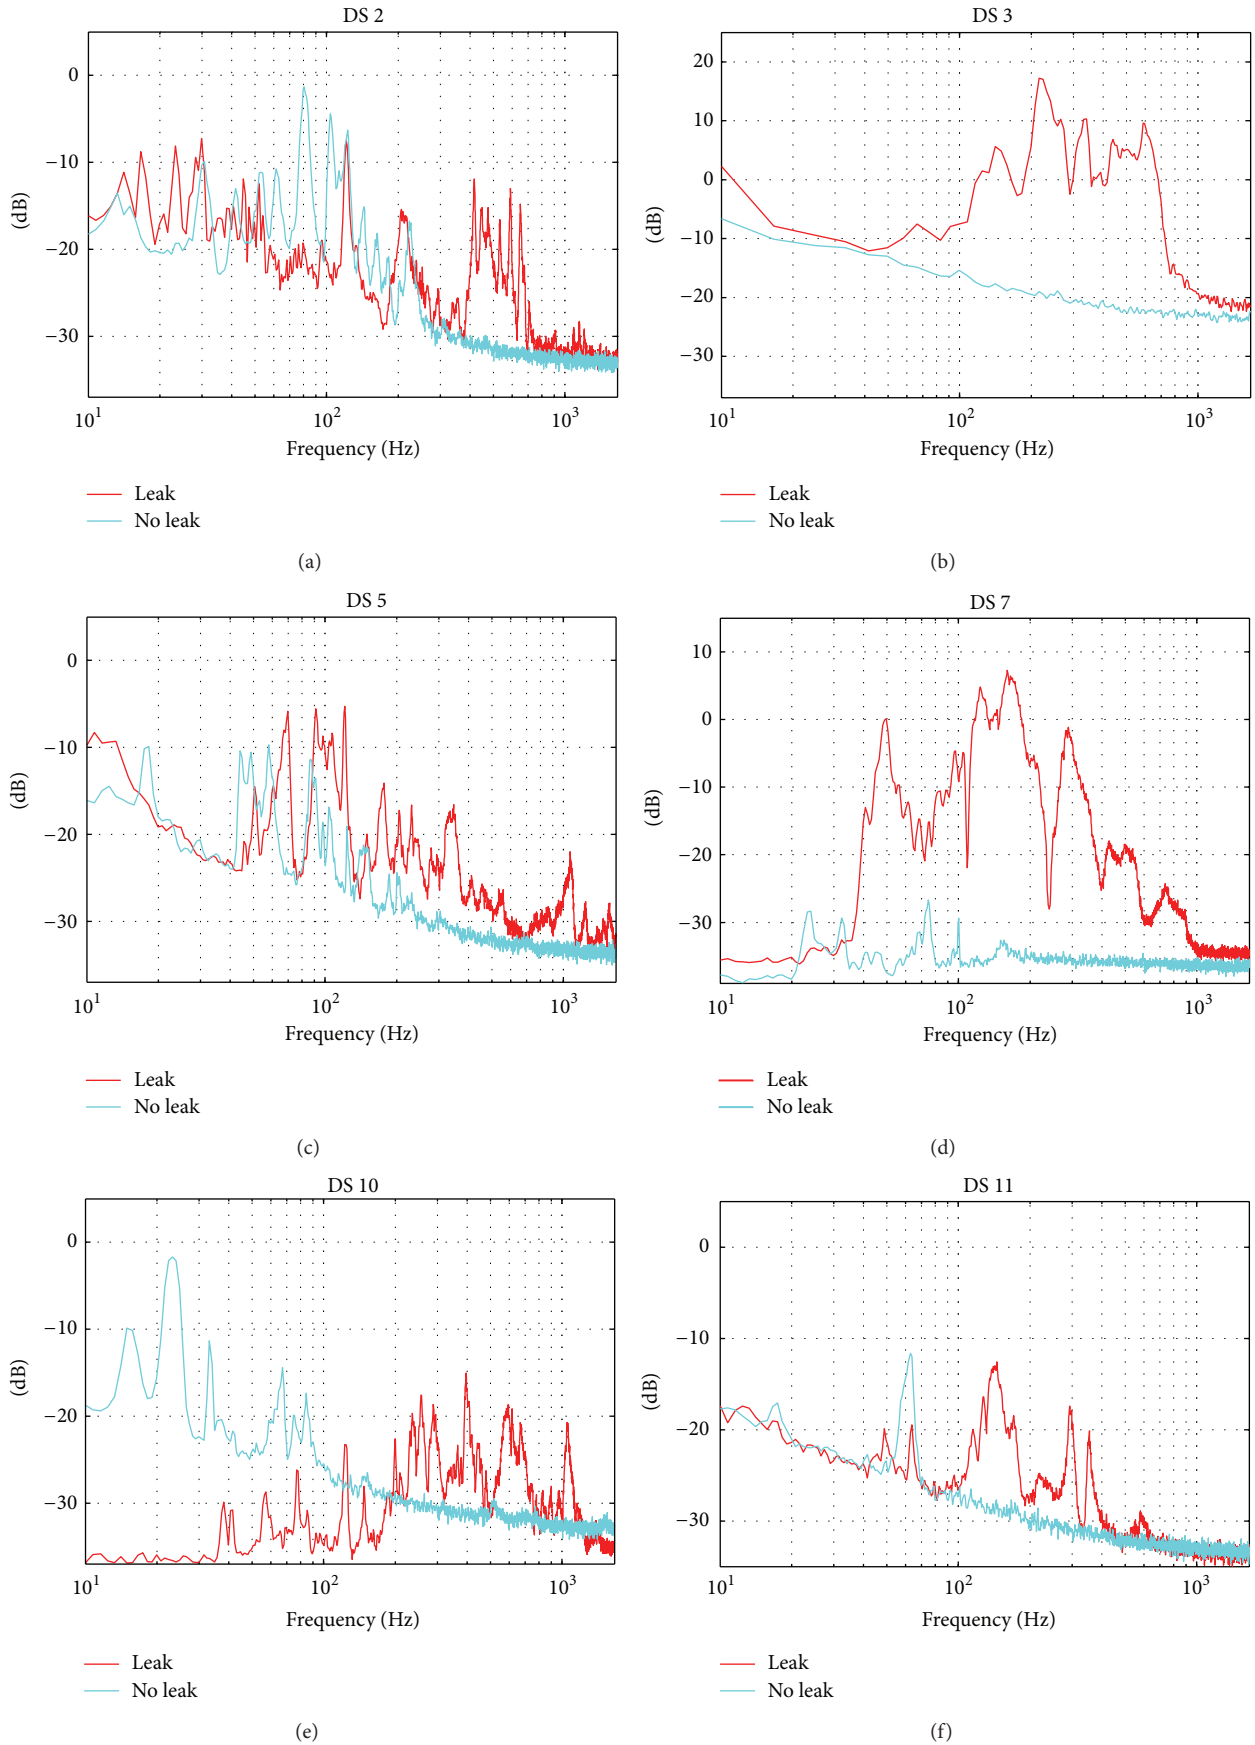 DS 2
0
−10
−20
−30
(dB)
10¹ 10² 10³
Frequency (Hz)
Leak
No leak
(a)
DS 3
20
10
0
−10
−20
−30
(dB)
10¹ 10² 10³
Frequency (Hz)
Leak
No leak
(b)
DS 5
0
−10
−20
−30
(dB)
10¹ 10² 10³
Frequency (Hz)
Leak
No leak
(c)
DS 7
10
0
−10
−20
−30
(dB)
10¹ 10² 10³
Frequency (Hz)
Leak
No leak
(d)
DS 10
0
−10
−20
−30
(dB)
10¹ 10² 10³
Frequency (Hz)
Leak
No leak
(e)
DS 11
0
−10
−20
−30
(dB)
10¹ 10² 10³
Frequency (Hz)
Leak
No leak
(f)